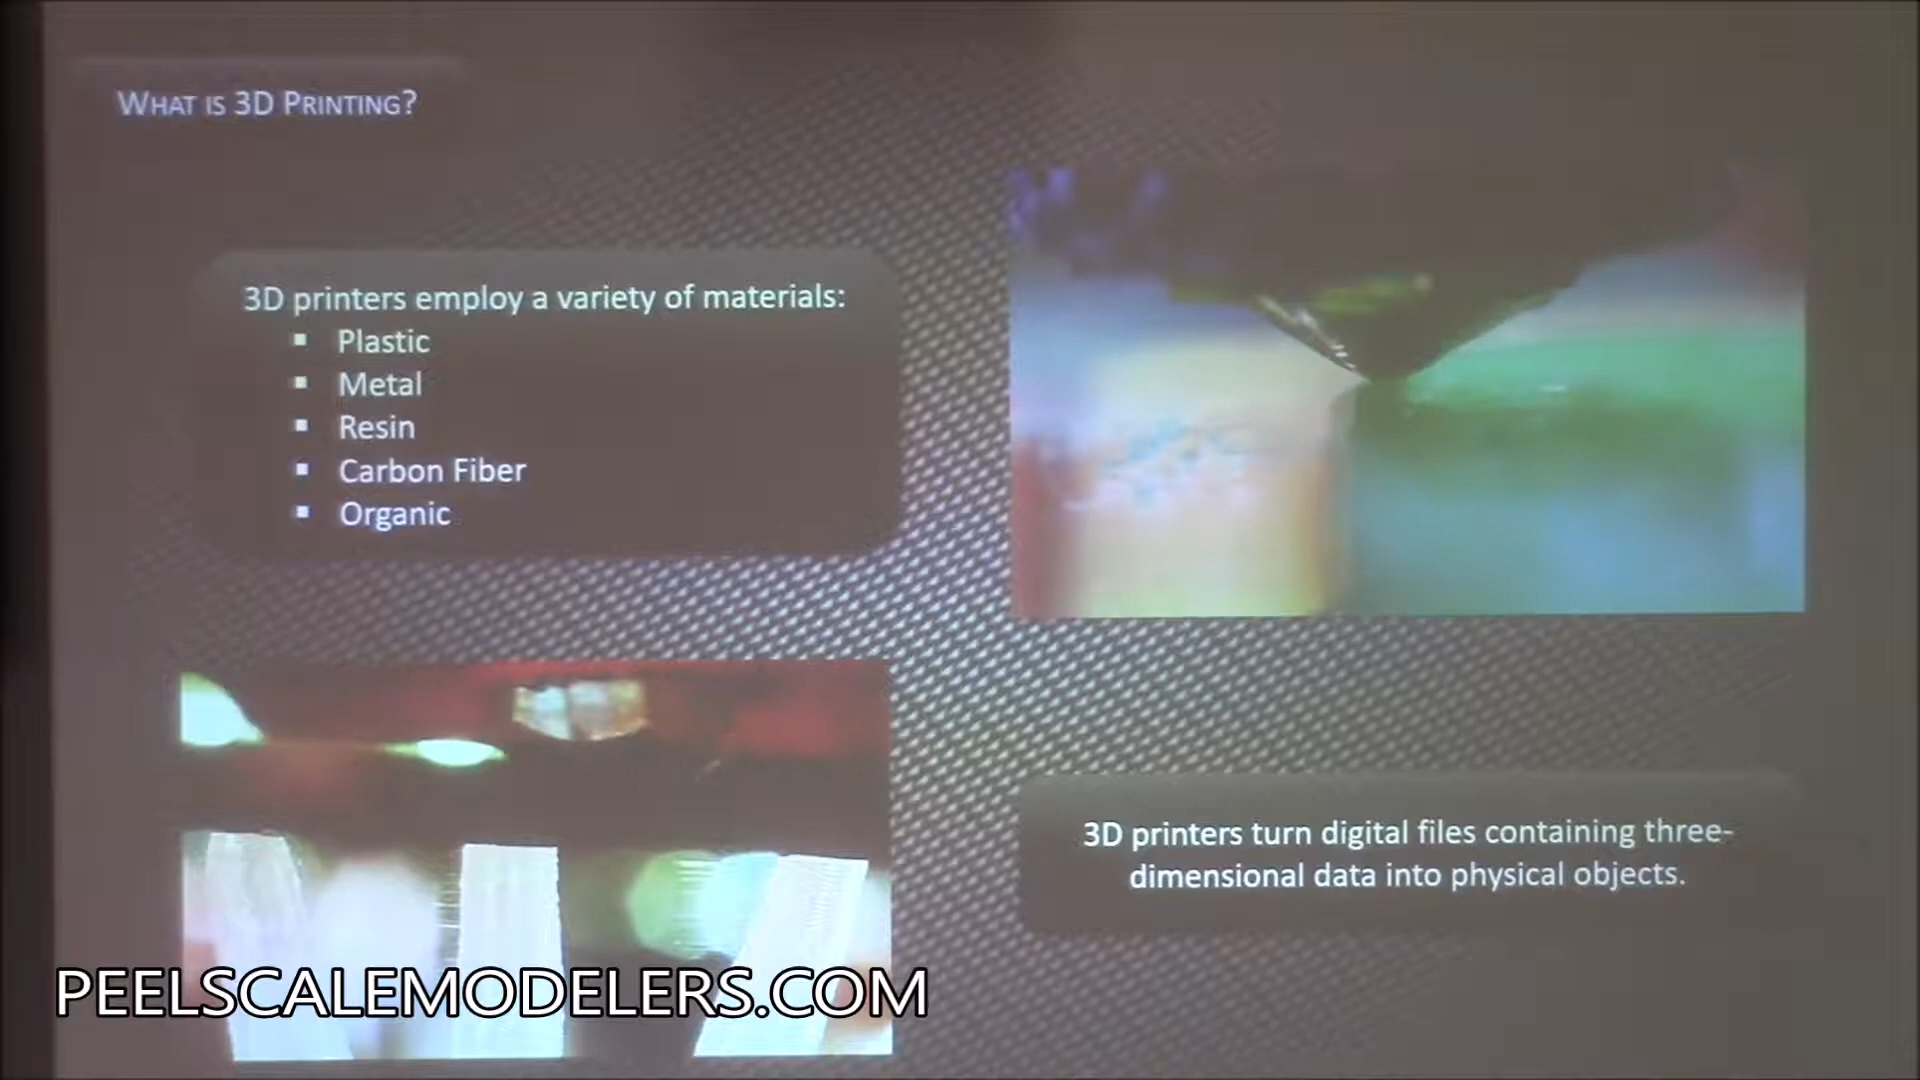 WHAT IS 3D PRINTING?
3D printers employ a variety of materials:
▪ Plastic
▪ Metal
▪ Resin
▪ Carbon Fiber
▪ Organic
3D printers turn digital files containing three-
dimensional data into physical objects.
PEELSCALEMODELERS.COM